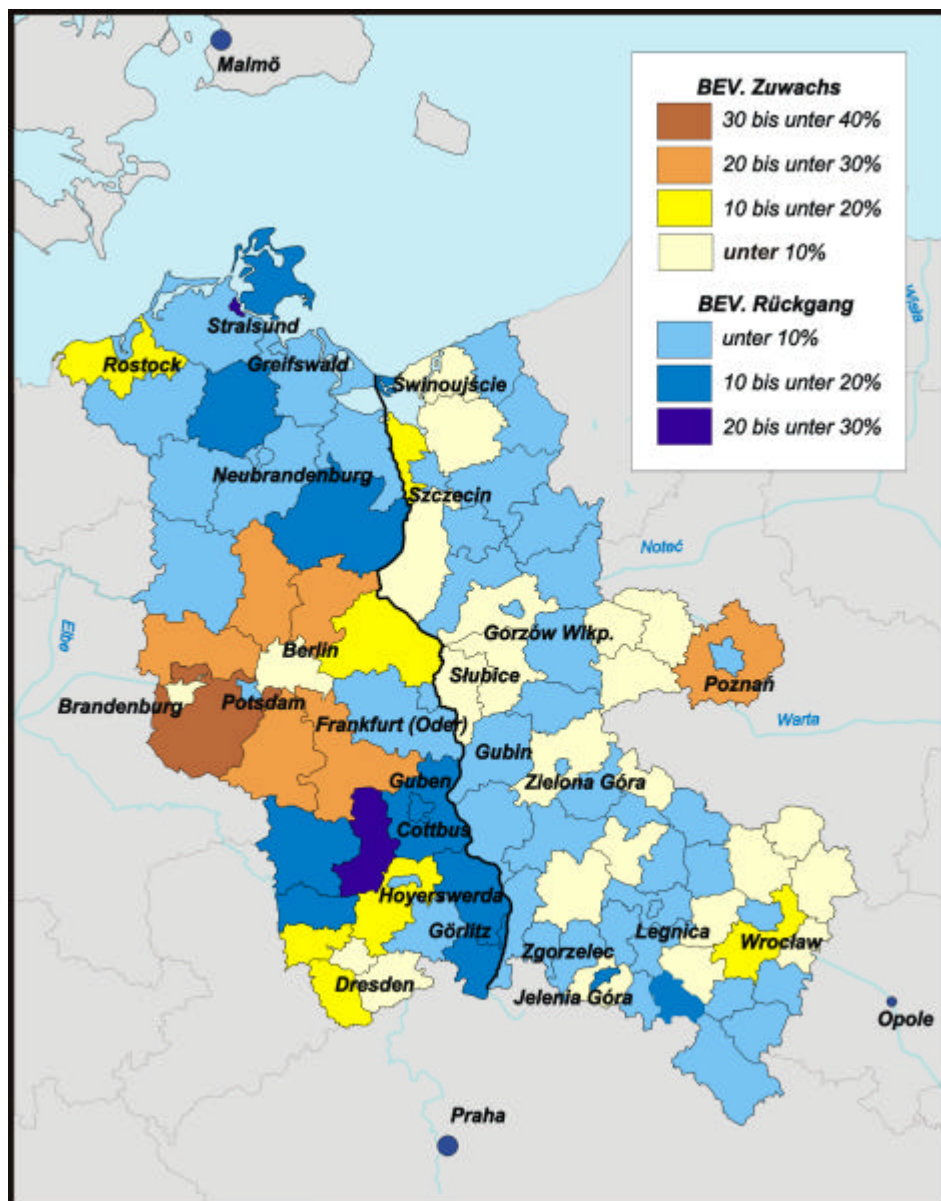 Malmö
BEV. Zuwachs
30 bis unter 40%
20 bis unter 30%
10 bis unter 20%
unter 10%
BEV. Rückgang
unter 10%
10 bis unter 20%
20 bis unter 30%
Wisła
Stralsund
Rostock
Greifswald
Świnoujście
Neubrandenburg
Szczecin
Noteć
Elbe
Gorzów Wlkp.
Berlin
Słubice
Poznań
Brandenburg
Potsdam
Frankfurt (Oder)
Warta
Gubin
Guben
Zielona Góra
Cottbus
Hoyerswerda
Görlitz
Legnica
Wrocław
Zgorzelec
Dresden
Jelenia Góra
Opole
Praha